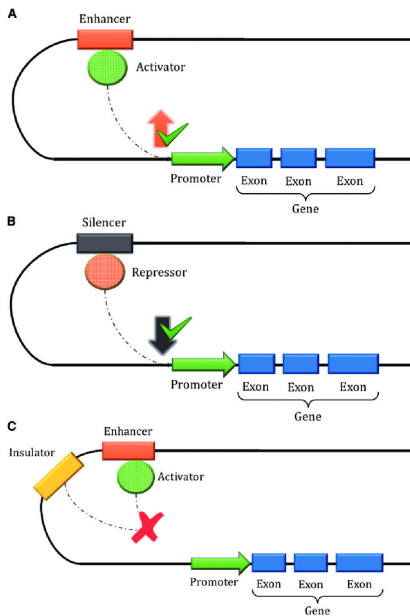 A
Enhancer
Activator
Promoter
Exon Exon Exon
Gene
B
Silencer
Repressor
Promoter
Exon Exon Exon
Gene
C
Enhancer
Insulator
Activator
Promoter
Exon Exon Exon
Gene